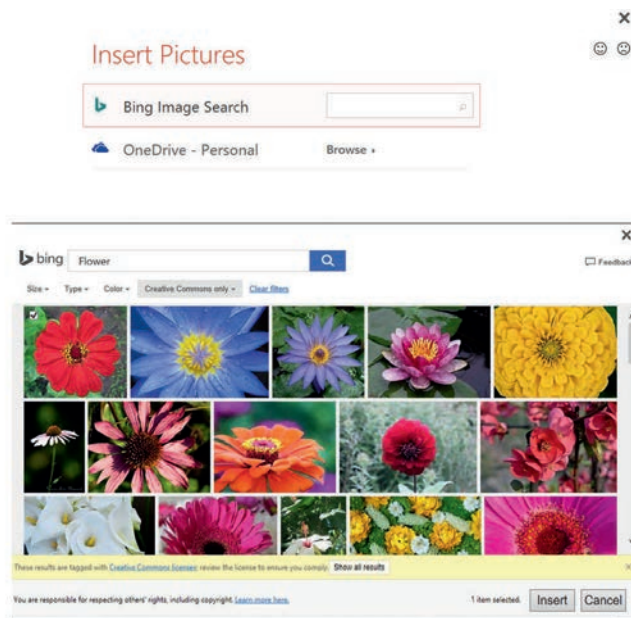 Insert Pictures
Bing Image Search
OneDrive - Personal Browse
bing Flower Feedback
Size Type Color Creative Commons only Clear filters
These results are tagged with Creative Commons licenses; review the license to ensure you comply. Show all results
You are responsible for respecting others' rights, including copyright. Learn more here. 1 item selected. Insert Cancel